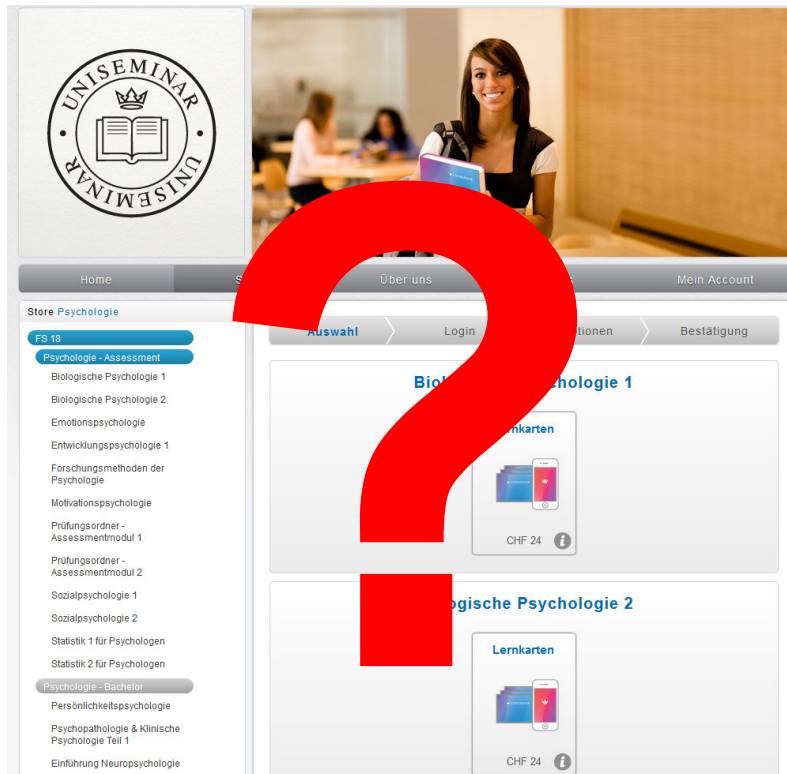 UNISEMINAR
UNISEMINAR
Home
Über uns
Mein Account
Store Psychologie
FS 18
Psychologie - Assessment
Biologische Psychologie 1
Biologische Psychologie 2
Emotionspsychologie
Entwicklungspsychologie 1
Forschungsmethoden der
Psychologie
Motivationspsychologie
Prüfungsordner -
Assessmentmodul 1
Prüfungsordner -
Assessmentmodul 2
Sozialpsychologie 1
Sozialpsychologie 2
Statistik 1 für Psychologen
Statistik 2 für Psychologen
Psychologie - Bachelor
Persönlichkeitspsychologie
Psychopathologie & Klinische
Psychologie Teil 1
Einführung Neuropsychologie
Auswahl
Login
Bestätigung
1
CHF 24
Psychologie 2
Lernkarten
CHF 24
?